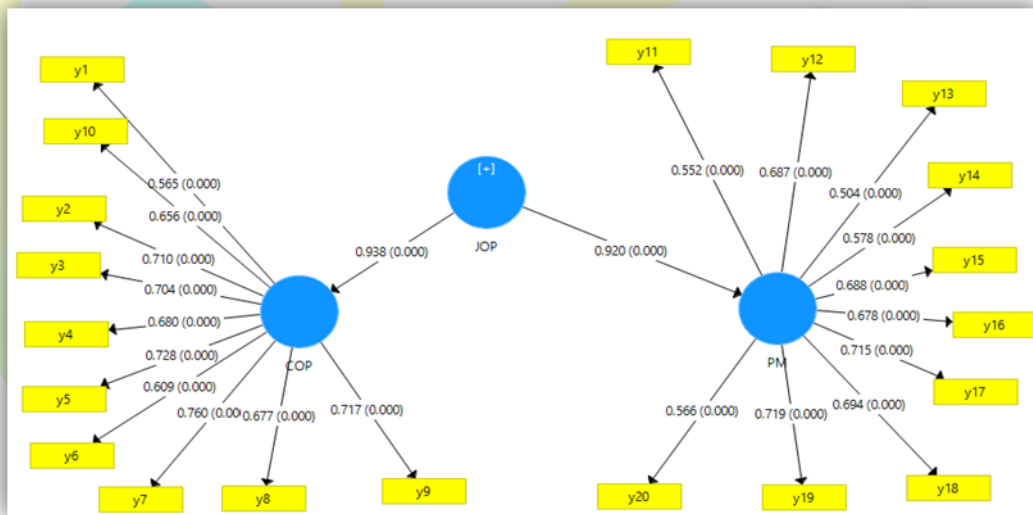 y1
y10
y2
y3
y4
y5
y6
y7
y8
y9
0.565 (0.000)
0.656 (0.000)
0.710 (0.000)
0.704 (0.000)
0.680 (0.000)
0.728 (0.000)
0.609 (0.000)
0.760 (0.00
0.677 (0.000)
0.717 (0.000)
COP
0.938 (0.000)
[+]
JOP
0.920 (0.000)
y11
y12
y13
y14
y15
y16
y17
y18
y19
y20
0.552 (0.000)
0.687 (0.000)
0.504 (0.000)
0.578 (0.000)
0.688 (0.000)
0.678 (0.000)
0.715 (0.000)
0.694 (0.000)
0.719 (0.000)
0.566 (0.000)
PM